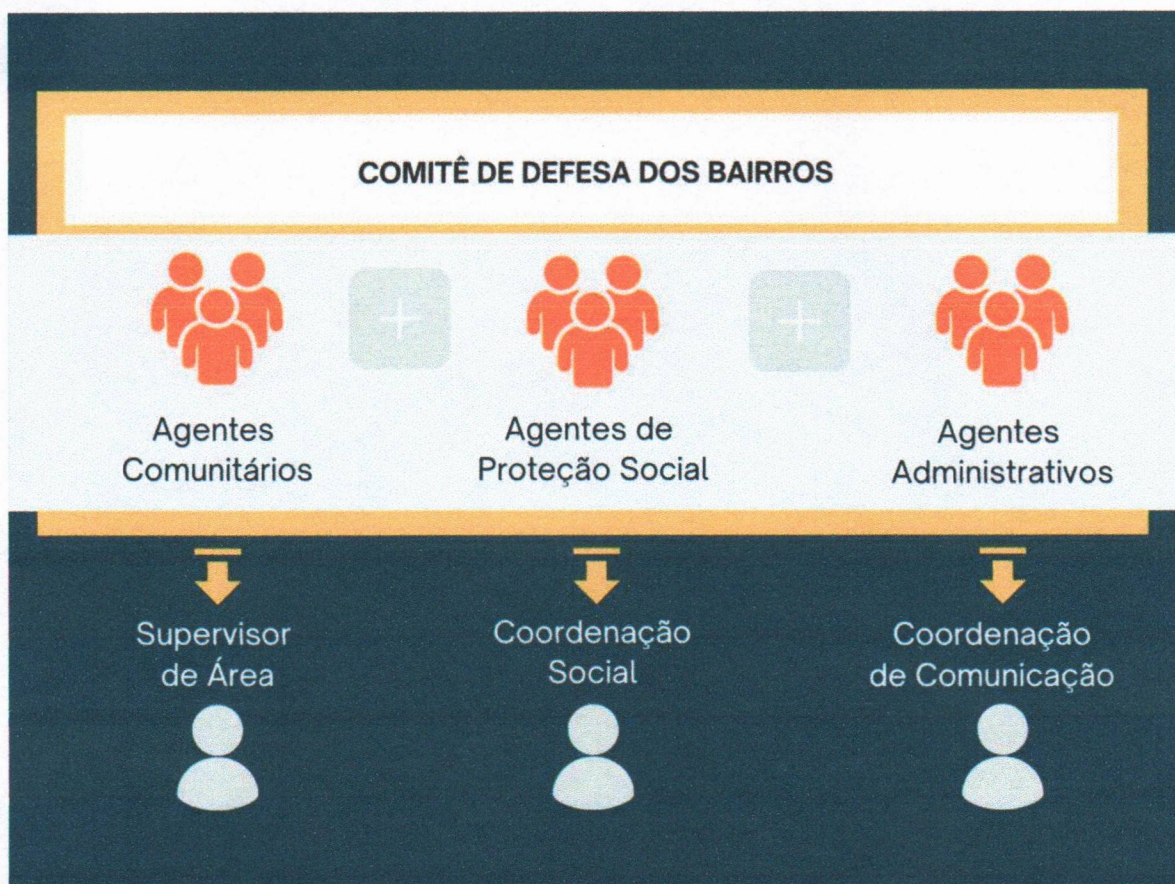 COMITÊ DE DEFESA DOS BAIRROS
Agentes
Comunitários
Agentes de
Proteção Social
Agentes
Administrativos
Supervisor
de Área
Coordenação
Social
Coordenação
de Comunicação